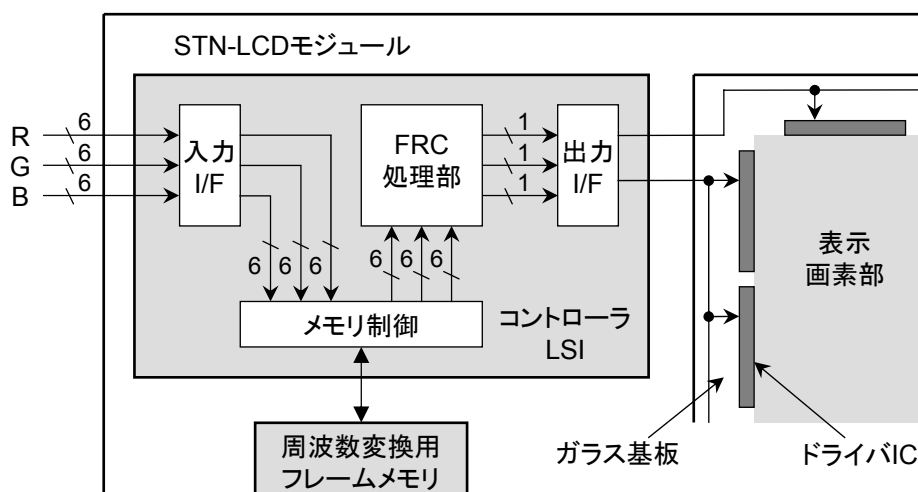 STN-LCDモジュール
R
G
B
6
6
6
入力
I/F
FRC
処理部
1
1
1
出力
I/F
6
6
6
6
6
6
メモリ制御
コントローラ
LSI
周波数変換用
フレームメモリ
表示
画素部
ガラス基板
ドライバIC